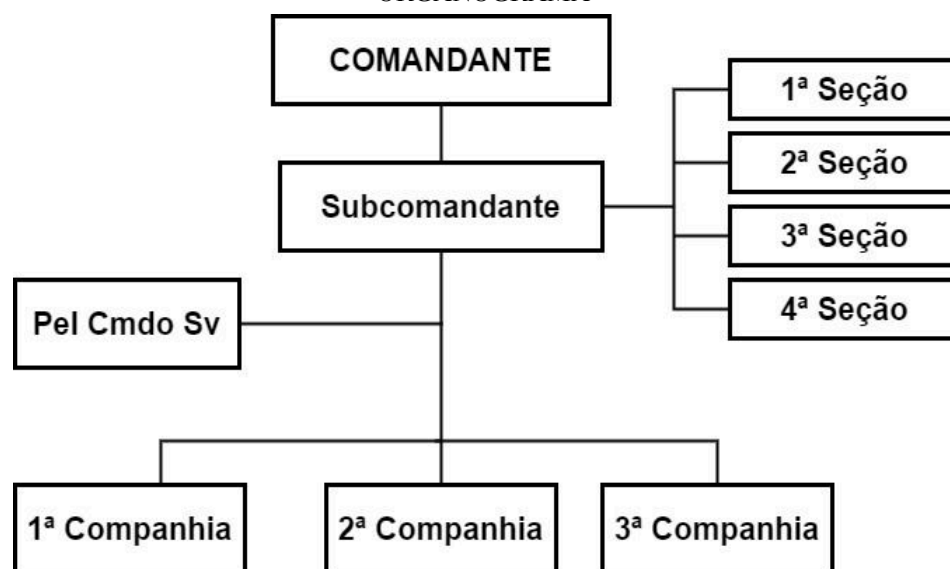 ORGANOGRAMA
COMANDANTE
1ª Seção
2ª Seção
Subcomandante
3ª Seção
4ª Seção
Pel Cmdo Sv
1ª Companhia
2ª Companhia
3ª Companhia